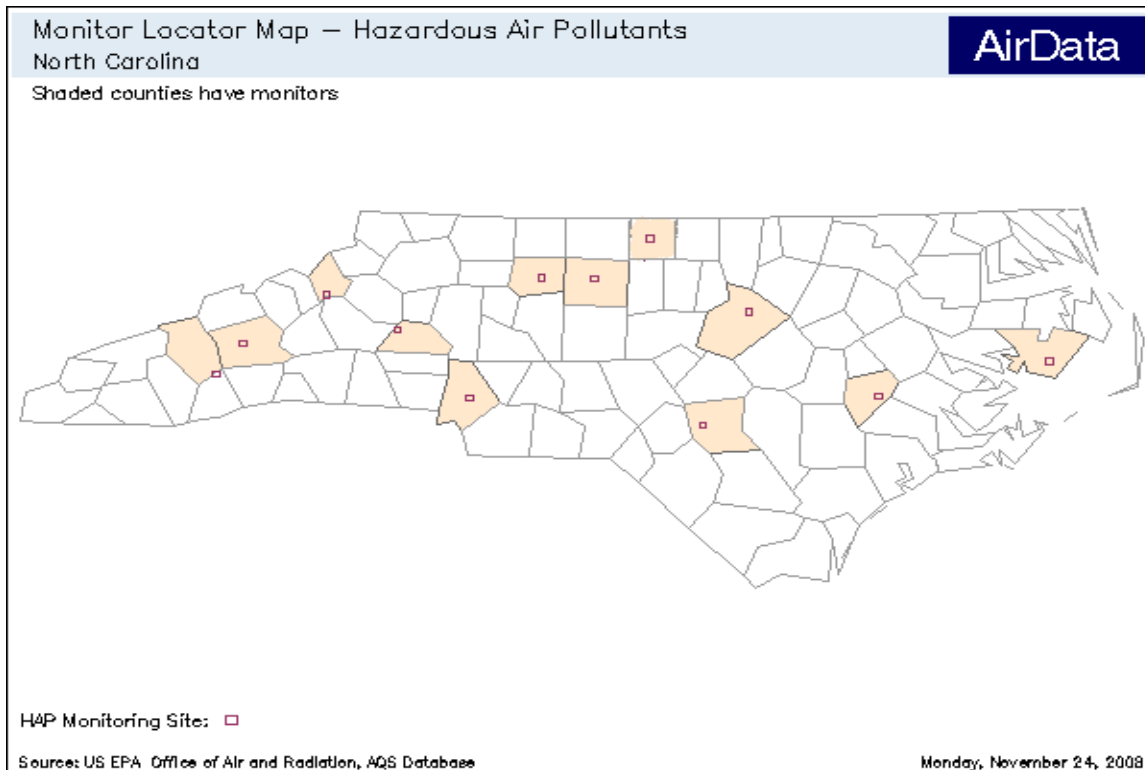 Monitor Locator Map – Hazardous Air Pollutants
North Carolina
AirData
Shaded counties have monitors
HAP Monitoring Site:
Source: US EPA Office of Air and Radiation, AQS Database
Monday, November 24, 2008